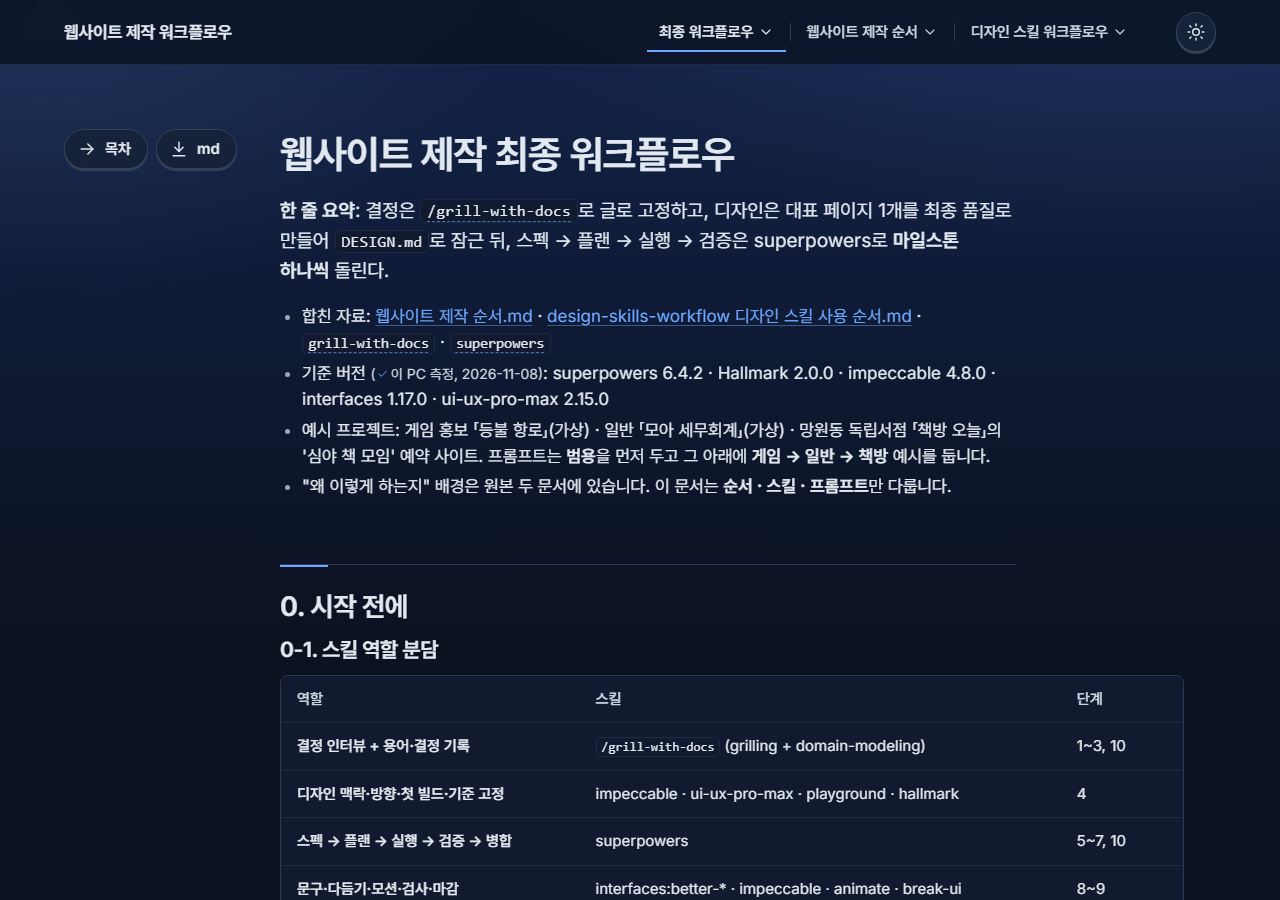 웹사이트 제작 워크플로우
최종 워크플로우
웹사이트 제작 순서
디자인 스킬 워크플로우
목차
md
웹사이트 제작 최종 워크플로우
한 줄 요약: 결정은 /grill-with-docs 로 글로 고정하고, 디자인은 대표 페이지 1개를 최종 품질로
만들어 DESIGN.md 로 잠근 뒤, 스펙 → 플랜 → 실행 → 검증은 superpowers로 마일스톤
하나씩 돌린다.
• 합친 자료: 웹사이트 제작 순서.md · design-skills-workflow 디자인 스킬 사용 순서.md ·
grill-with-docs · superpowers
• 기준 버전 (✓ 이 PC 측정, 2026-11-08): superpowers 6.4.2 · Hallmark 2.0.0 · impeccable 4.8.0 ·
interfaces 1.17.0 · ui-ux-pro-max 2.15.0
• 예시 프로젝트: 게임 홍보 「등불 항로」(가상) · 일반 「모아 세무회계」(가상) · 망원동 독립서점 「책방 오늘」의
'심야 책 모임' 예약 사이트. 프롬프트는 범용을 먼저 두고 그 아래에 게임 → 일반 → 책방 예시를 둡니다.
• "왜 이렇게 하는지" 배경은 원본 두 문서에 있습니다. 이 문서는 순서 · 스킬 · 프롬프트만 다룹니다.
0. 시작 전에
0-1. 스킬 역할 분담
역할 스킬 단계
결정 인터뷰 + 용어·결정 기록 /grill-with-docs (grilling + domain-modeling) 1~3, 10
디자인 맥락·방향·첫 빌드·기준 고정 impeccable · ui-ux-pro-max · playground · hallmark 4
스펙 → 플랜 → 실행 → 검증 → 병합 superpowers 5~7, 10
문구·다듬기·모션·검사·마감 interfaces:better-* · impeccable · animate · break-ui 8~9